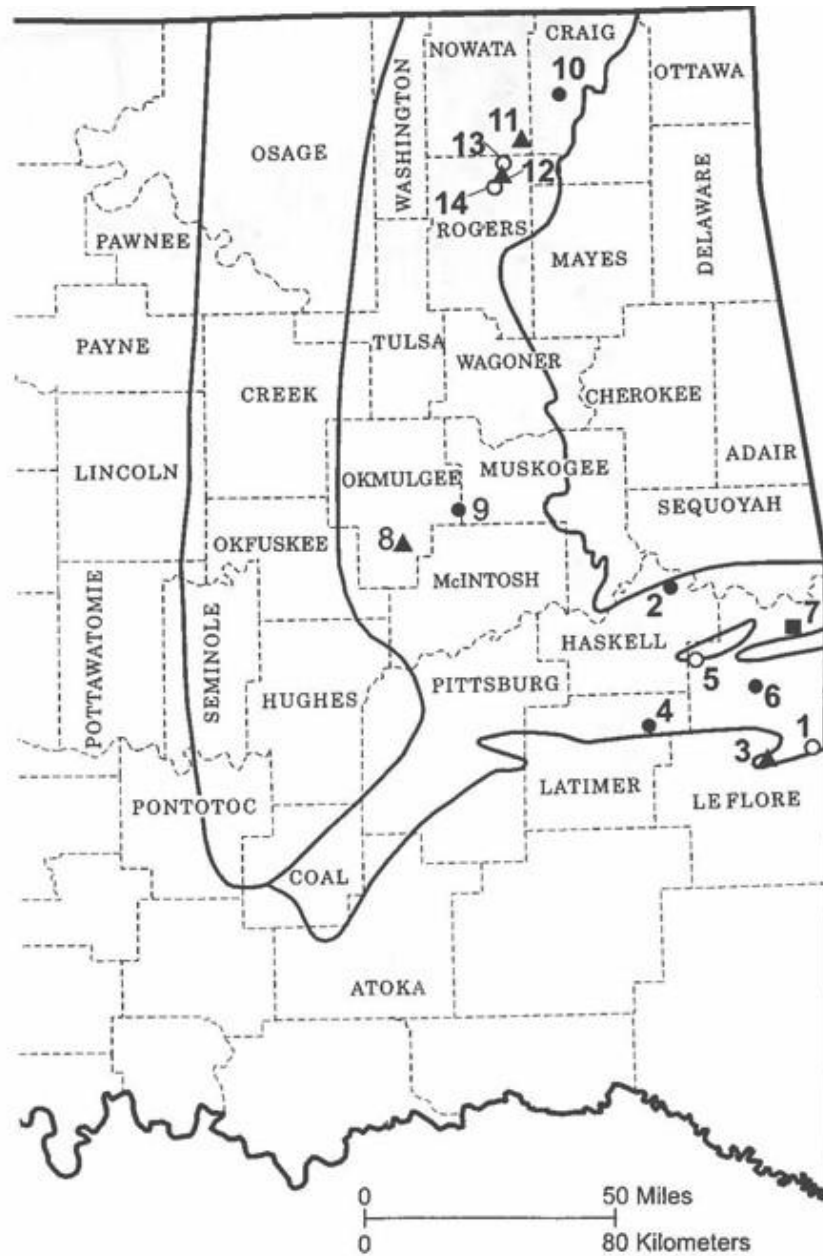 CRAIG
NOWATA
10
OTTAWA
WASHINGTON
11
13
OSAGE
12
14
DELAWARE
ROGERS
PAWNEE
MAYES
TULSA
PAYNE
WAGONER
CREEK
CHEROKEE
ADAIR
LINCOLN
OKMULGEE
MUSKOGEE
SEQUOYAH
9
OKFUSKEE
8
McINTOSH
2
7
POTTAWATOMIE
SEMINOLE
HASKELL
5
PITTSBURG
6
HUGHES
4
1
3
LATIMER
LE FLORE
PONTOTOC
COAL
ATOKA
0 50 Miles
0 80 Kilometers